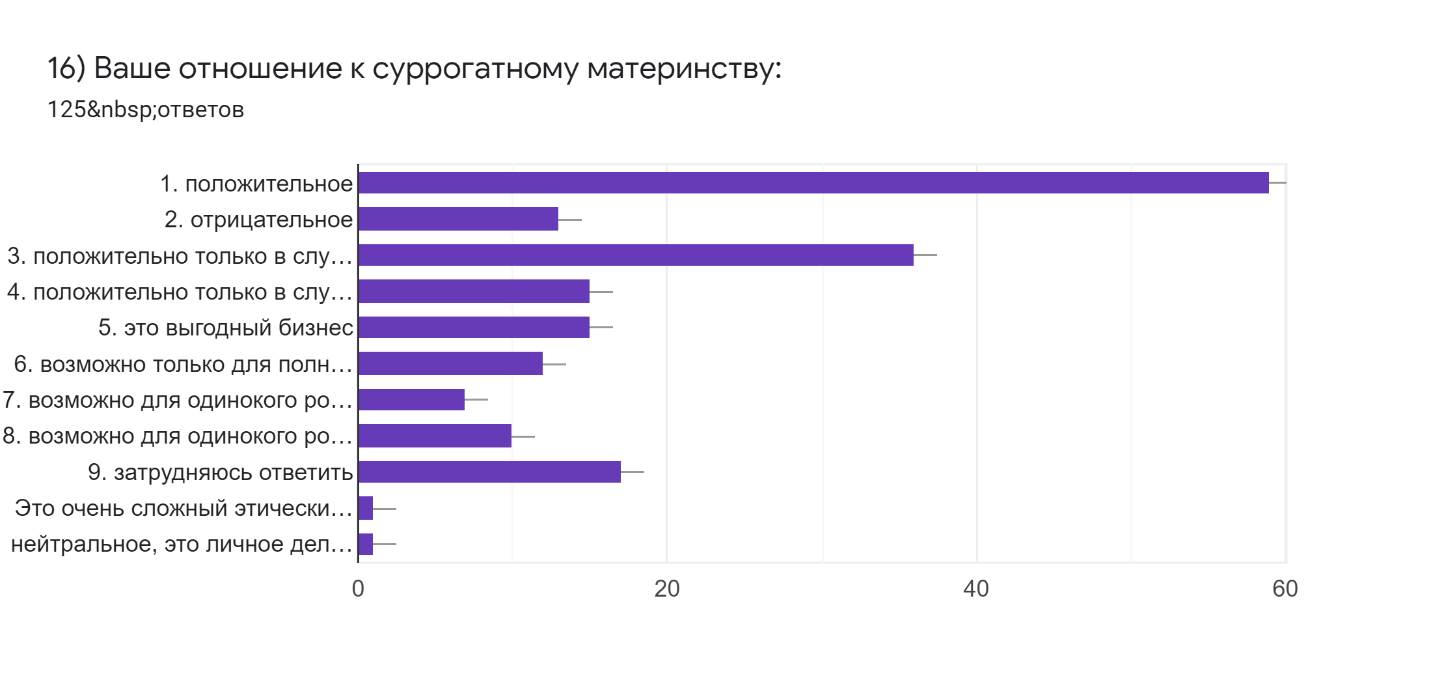 16) Ваше отношение к суррогатному материнству:
125&nbsp;ответов
1. положительное
2. отрицательное
3. положительно только в слу…
4. положительно только в слу…
5. это выгодный бизнес
6. возможно только для полн…
7. возможно для одинокого ро…
8. возможно для одинокого ро…
9. затрудняюсь ответить
Это очень сложный этически…
нейтральное, это личное дел…
0 20 40 60